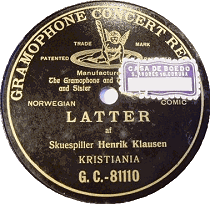 GRAMOPHONE CONCERT RE
TRADE MARK
Manufactur
The Gramophone and
and Sister
CASA DE BOEDO
NORWEGIAN COMIC
LATTER
af
Skuespiller Henrik Klausen
KRISTIANIA
G. C.-81110